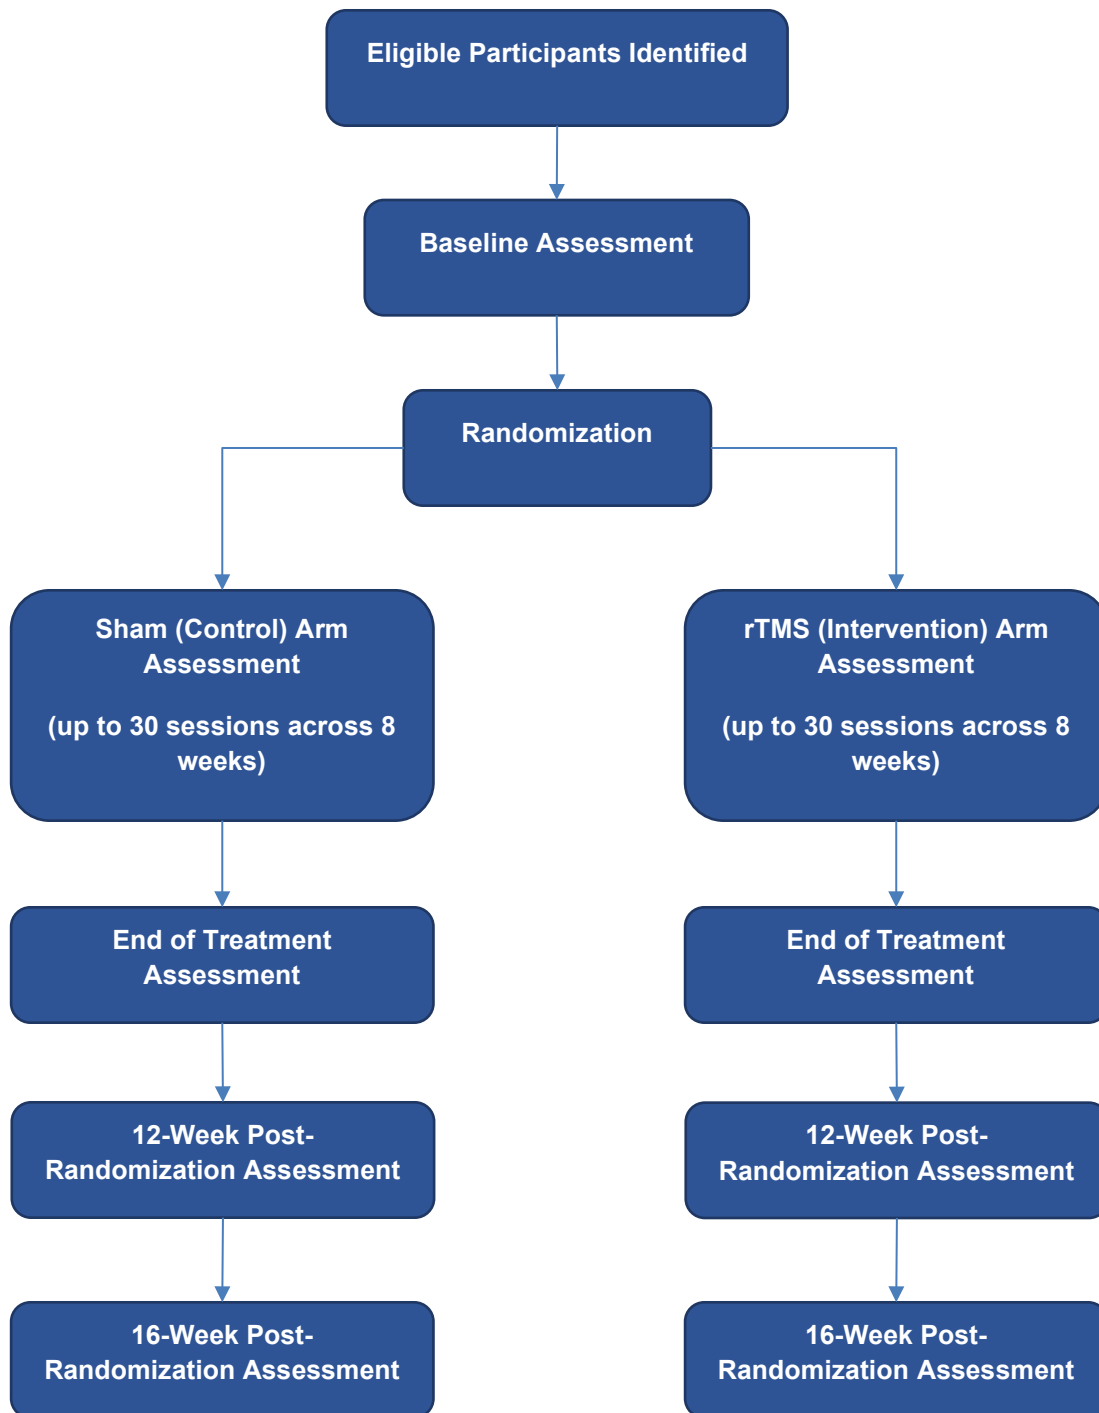 Eligible Participants Identified
Baseline Assessment
Randomization
Sham (Control) Arm
Assessment
(up to 30 sessions across 8
weeks)
rTMS (Intervention) Arm
Assessment
(up to 30 sessions across 8
weeks)
End of Treatment
Assessment
End of Treatment
Assessment
12-Week Post-
Randomization Assessment
12-Week Post-
Randomization Assessment
16-Week Post-
Randomization Assessment
16-Week Post-
Randomization Assessment